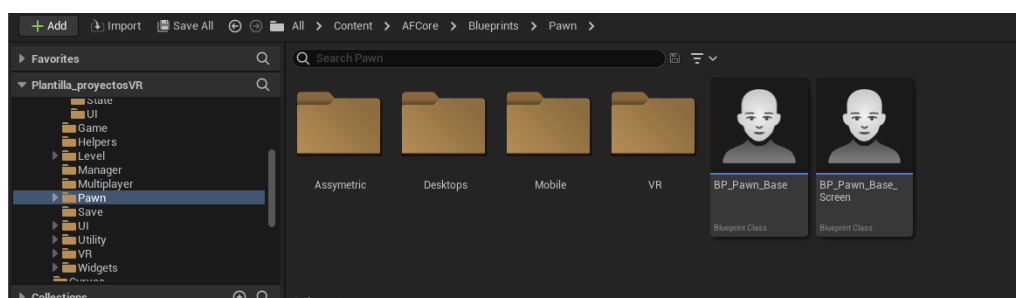 + Add Import Save All All > Content > AFCore > Blueprints > Pawn >
Favorites
Plantilla_proyectosVR
State
UI
Game
Helpers
Level
Manager
Multiplayer
Pawn
Save
UI
Utility
VR
Widgets
Curves
Collections
Search Pawn
Assymetric
Desktops
Mobile
VR
BP_Pawn_Base
Blueprint Class
BP_Pawn_Base_
Screen
Blueprint Class